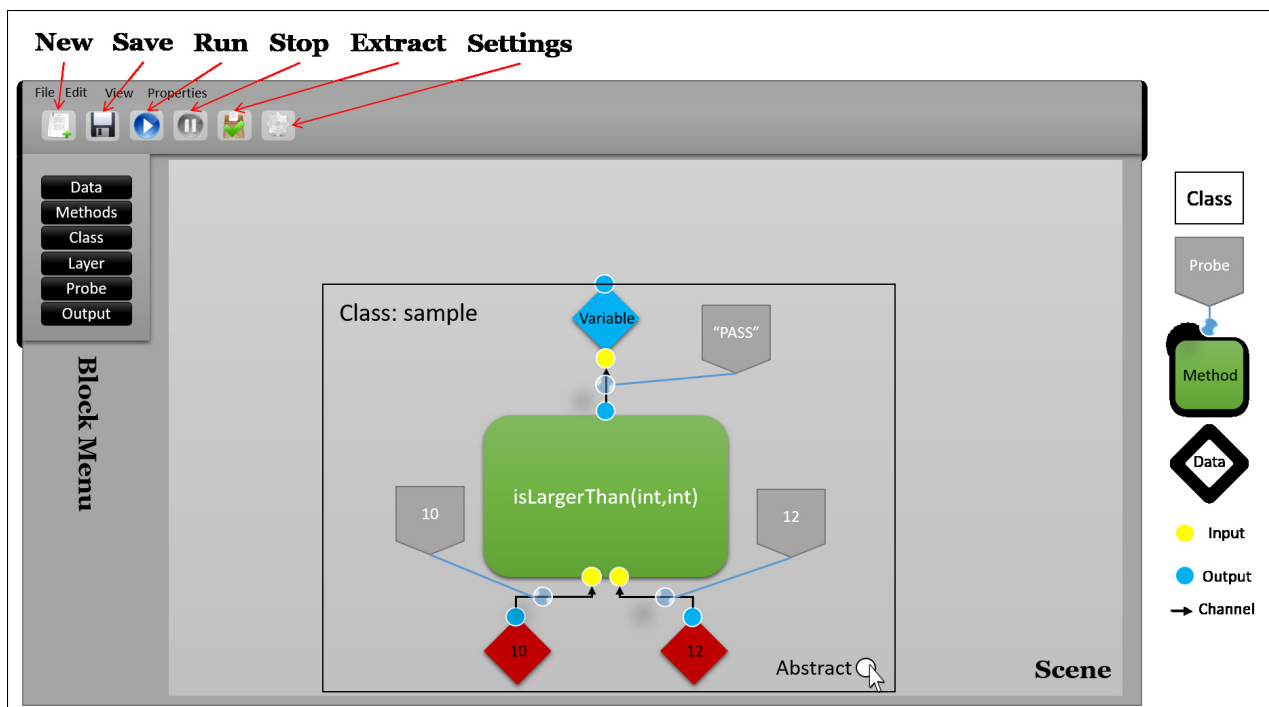 New Save Run Stop Extract Settings
File Edit View Properties
Data
Methods
Class
Layer
Probe
Output
Block Menu
Class: sample
Variable
"PASS"
isLargerThan(int,int)
10
12
10
12
Abstract
Scene
Class
Probe
Method
Data
Input
Output
Channel